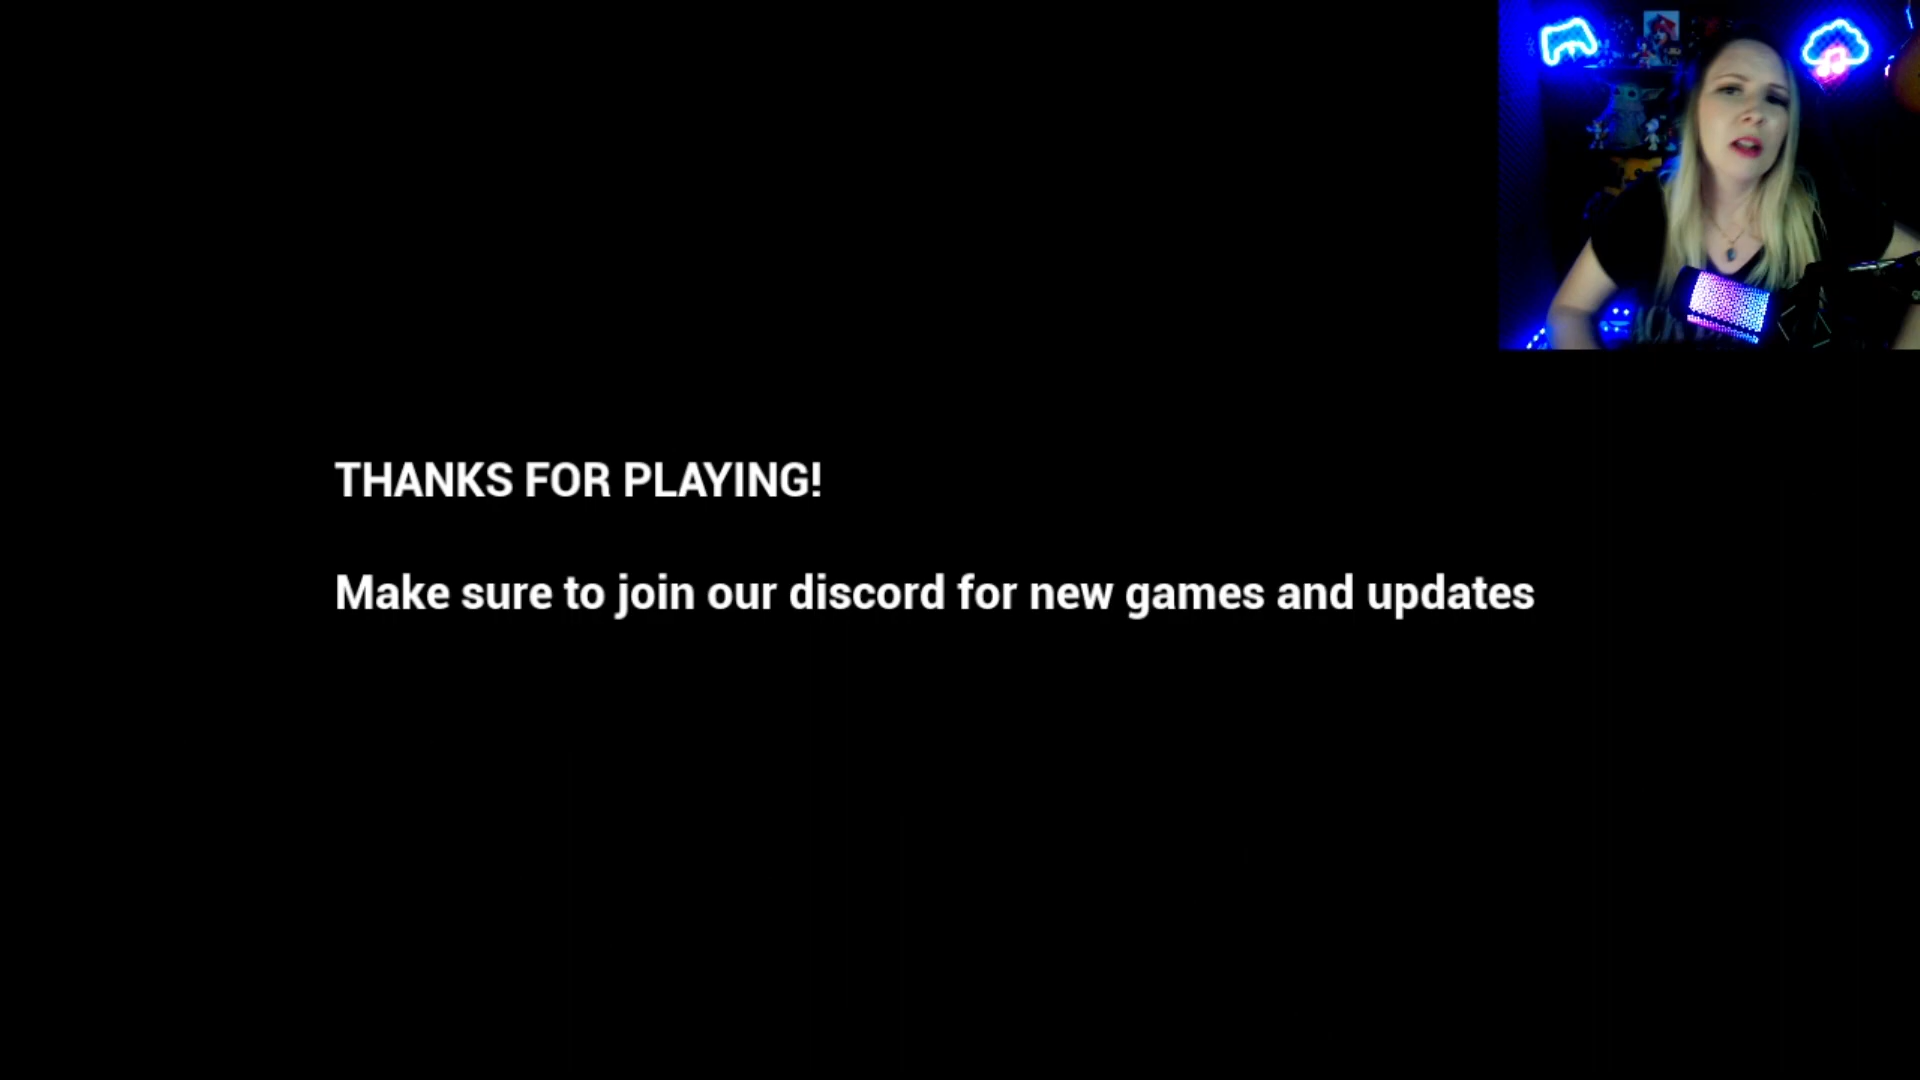 THANKS FOR PLAYING!
Make sure to join our discord for new games and updates